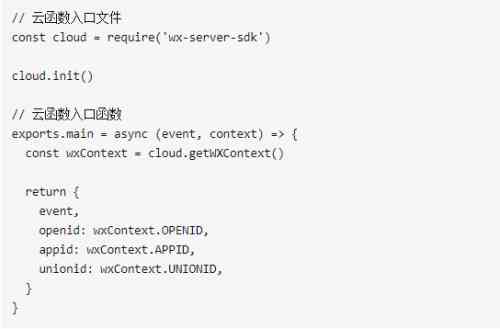 // 云函数入口文件
const cloud = require('wx-server-sdk')

cloud.init()

// 云函数入口函数
exports.main = async (event, context) => {
  const wxContext = cloud.getWXContext()

  return {
    event,
    openid: wxContext.OPENID,
    appid: wxContext.APPID,
    unionid: wxContext.UNIONID,
  }
}